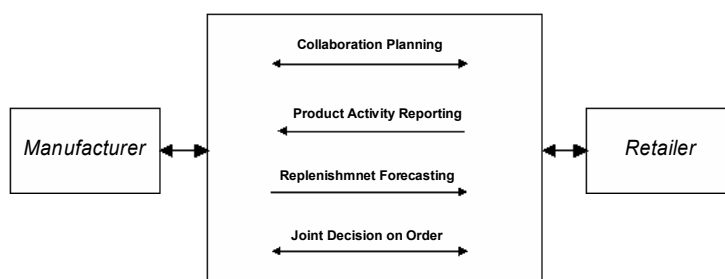 Collaboration Planning
Product Activity Reporting
Manufacturer
Retailer
Replenishmnet Forecasting
Joint Decision on Order